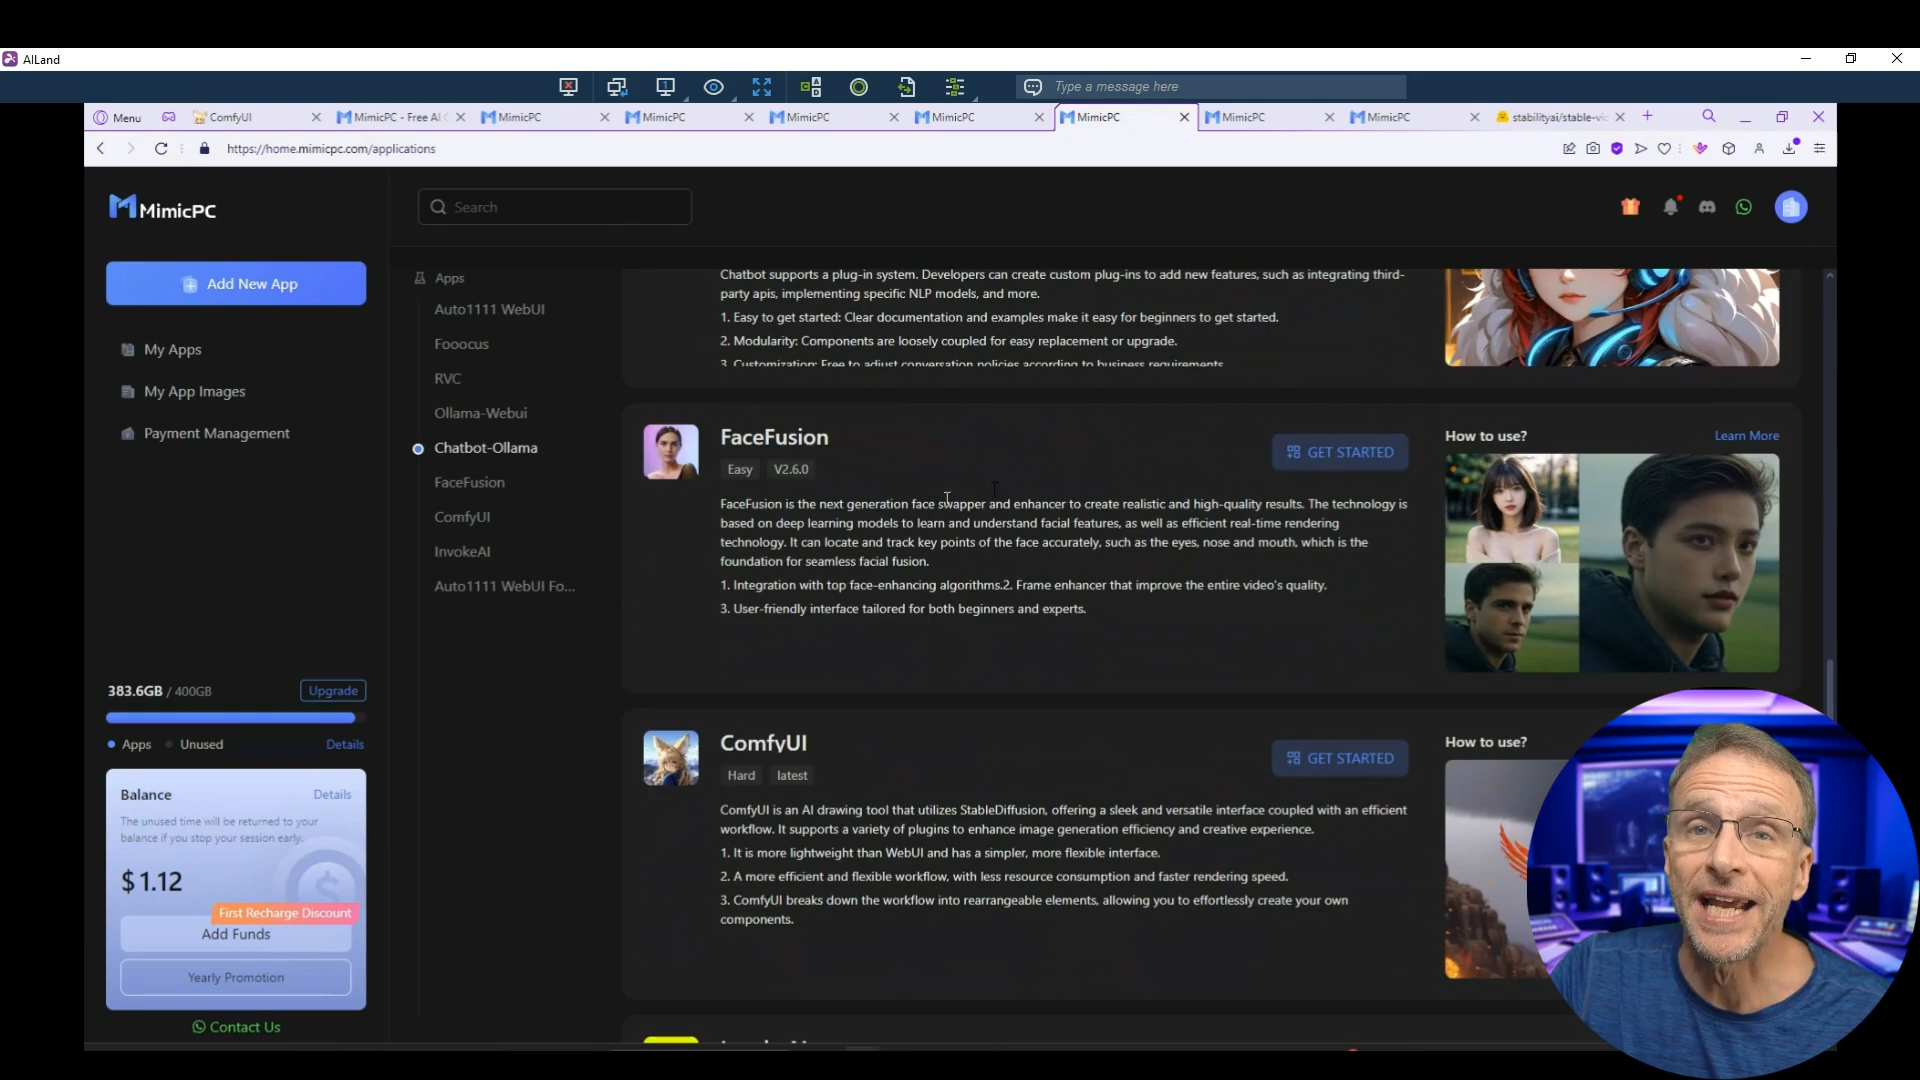 AILand
Type a message here
Menu
ComfyUI
MimicPC - Free AI
MimicPC
MimicPC
MimicPC
MimicPC
MimicPC
MimicPC
MimicPC
stabilityai/stable-vi
https://home.mimicpc.com/applications
MimicPC
Search
Add New App
My Apps
My App Images
Payment Management
383.6GB / 400GB
Upgrade
Apps
Unused
Details
Balance
Details
The unused time will be returned to your
balance if you stop your session early.
$ 1.12
First Recharge Discount
Add Funds
Yearly Promotion
Contact Us
Apps
Auto1111 WebUI
Fooocus
RVC
Ollama-Webui
Chatbot-Ollama
FaceFusion
ComfyUI
InvokeAI
Auto1111 WebUI Fo...
Chatbot supports a plug-in system. Developers can create custom plug-ins to add new features, such as integrating third-
party apis, implementing specific NLP models, and more.
1. Easy to get started: Clear documentation and examples make it easy for beginners to get started.
2. Modularity: Components are loosely coupled for easy replacement or upgrade.
3. Customization: Free to adjust conversation policies according to business requirements
FaceFusion
Easy
V2.6.0
GET STARTED
How to use?
Learn More
FaceFusion is the next generation face swapper and enhancer to create realistic and high-quality results. The technology is
based on deep learning models to learn and understand facial features, as well as efficient real-time rendering
technology. It can locate and track key points of the face accurately, such as the eyes, nose and mouth, which is the
foundation for seamless facial fusion.
1. Integration with top face-enhancing algorithms.2. Frame enhancer that improve the entire video's quality.
3. User-friendly interface tailored for both beginners and experts.
ComfyUI
Hard
latest
GET STARTED
How to use?
ComfyUI is an AI drawing tool that utilizes StableDiffusion, offering a sleek and versatile interface coupled with an efficient
workflow. It supports a variety of plugins to enhance image generation efficiency and creative experience.
1. It is more lightweight than WebUI and has a simpler, more flexible interface.
2. A more efficient and flexible workflow, with less resource consumption and faster rendering speed.
3. ComfyUI breaks down the workflow into rearrangeable elements, allowing you to effortlessly create your own
components.